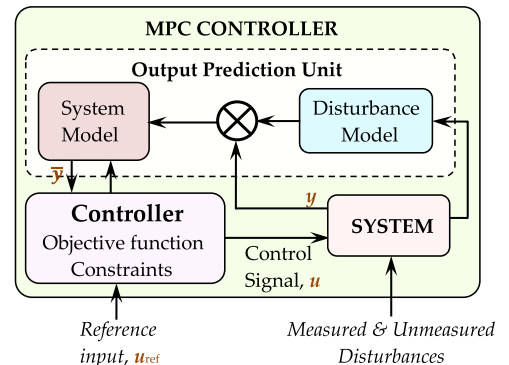 MPC CONTROLLER
Output Prediction Unit
System
Model
Disturbance
Model
y̅
Controller
Objective function
Constraints
y
SYSTEM
Control
Signal, u
Reference
input, uref
Measured & Unmeasured
Disturbances